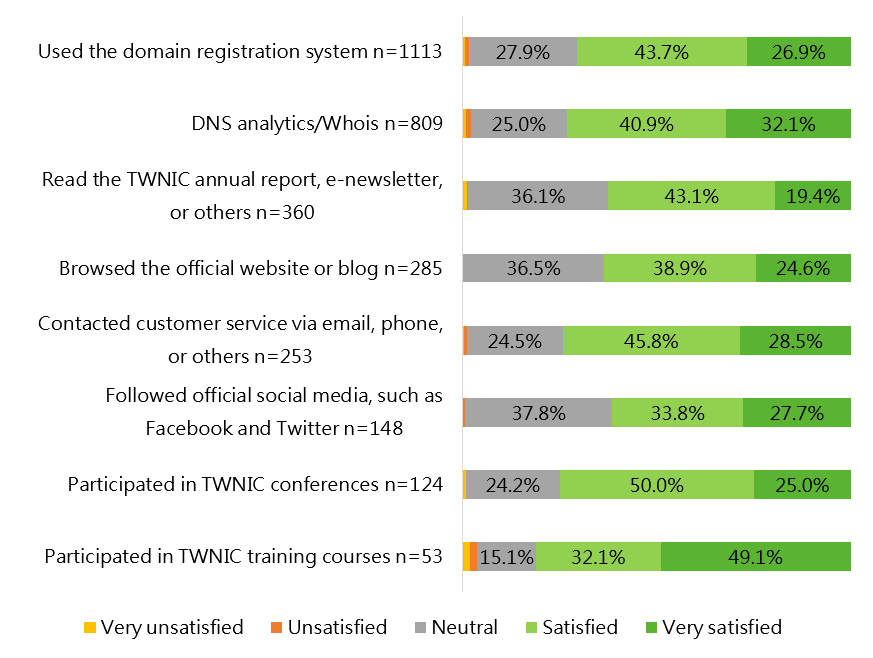 Used the domain registration system n=1113
27.9% 43.7% 26.9%
DNS analytics/Whois n=809
25.0% 40.9% 32.1%
Read the TWNIC annual report, e-newsletter,
or others n=360
36.1% 43.1% 19.4%
Browsed the official website or blog n=285
36.5% 38.9% 24.6%
Contacted customer service via email, phone,
or others n=253
24.5% 45.8% 28.5%
Followed official social media, such as
Facebook and Twitter n=148
37.8% 33.8% 27.7%
Participated in TWNIC conferences n=124
24.2% 50.0% 25.0%
Participated in TWNIC training courses n=53
15.1% 32.1% 49.1%
Very unsatisfied Unsatisfied Neutral Satisfied Very satisfied